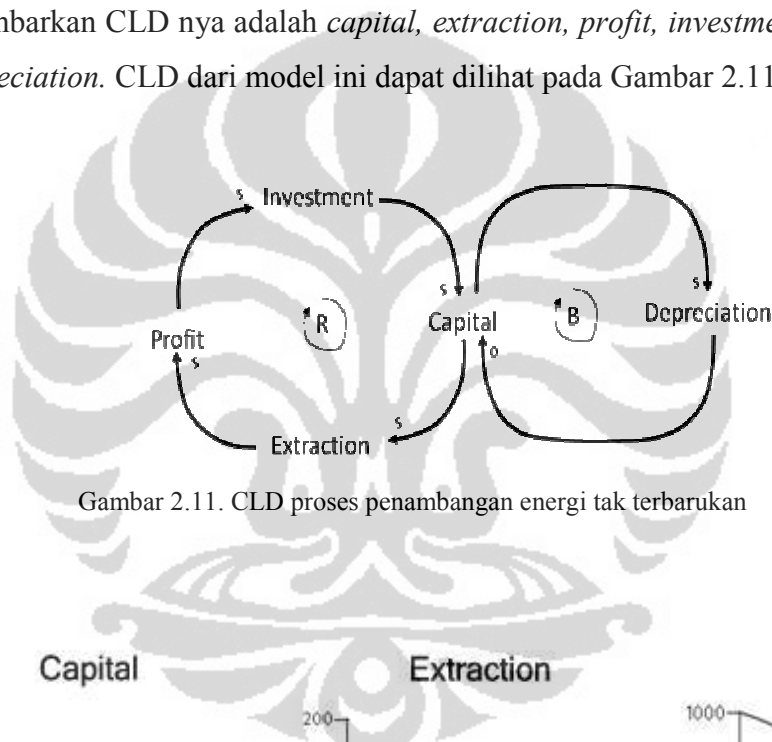 nbarkan CLD nya adalah capital, extraction, profit, investme
eciation. CLD dari model ini dapat dilihat pada Gambar 2.11
s Investment
s s
R Capital B Depreciation
Profit
s o
s
Extraction
Gambar 2.11. CLD proses penambangan energi tak terbarukan
Capital Extraction
200 1000